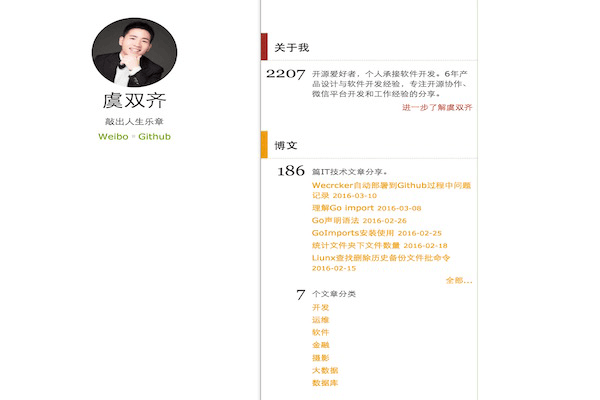 虞双齐
敲出人生乐章
Weibo Github
关于我
2207 开源爱好者，个人承接软件开发。6年产
品设计与软件开发经验，专注开源协作、
微信平台开发和工作经验的分享。
进一步了解虞双齐
博文
186 篇IT技术文章分享。
Wecrcker自动部署到Github过程中问题
记录 2016-03-10
理解Go import 2016-03-08
Go声明语法 2016-02-26
GoImports安装使用 2016-02-25
统计文件夹下文件数量 2016-02-18
Liunx查找删除历史备份文件批命令
2016-02-15
全部...
7 个文章分类
开发
运维
软件
金融
摄影
大数据
数据库